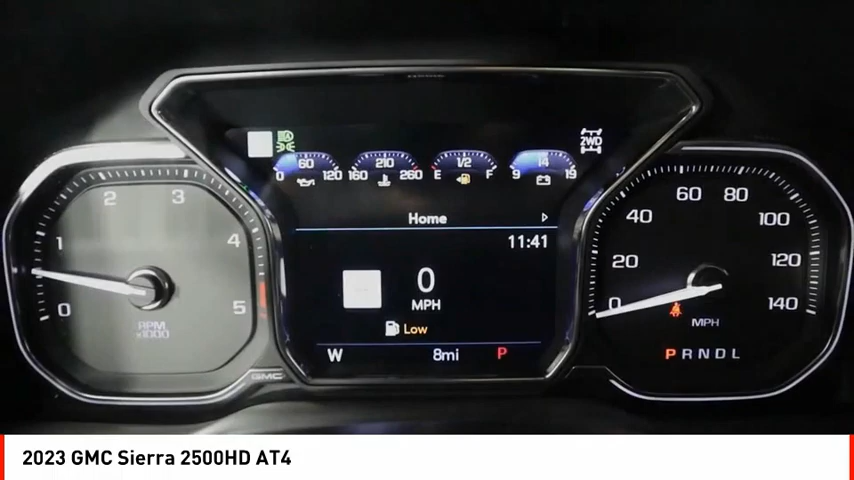 2WD
60 210 1/2 14
0 120 160 260 E F 9 19
Home
11:41
0
MPH
Low
W 8mi P
0 1 2 3 4 5
RPM
x1000
GMC
0 20 40 60 80 100 120 140
MPH
P R N D L
2023 GMC Sierra 2500HD AT4